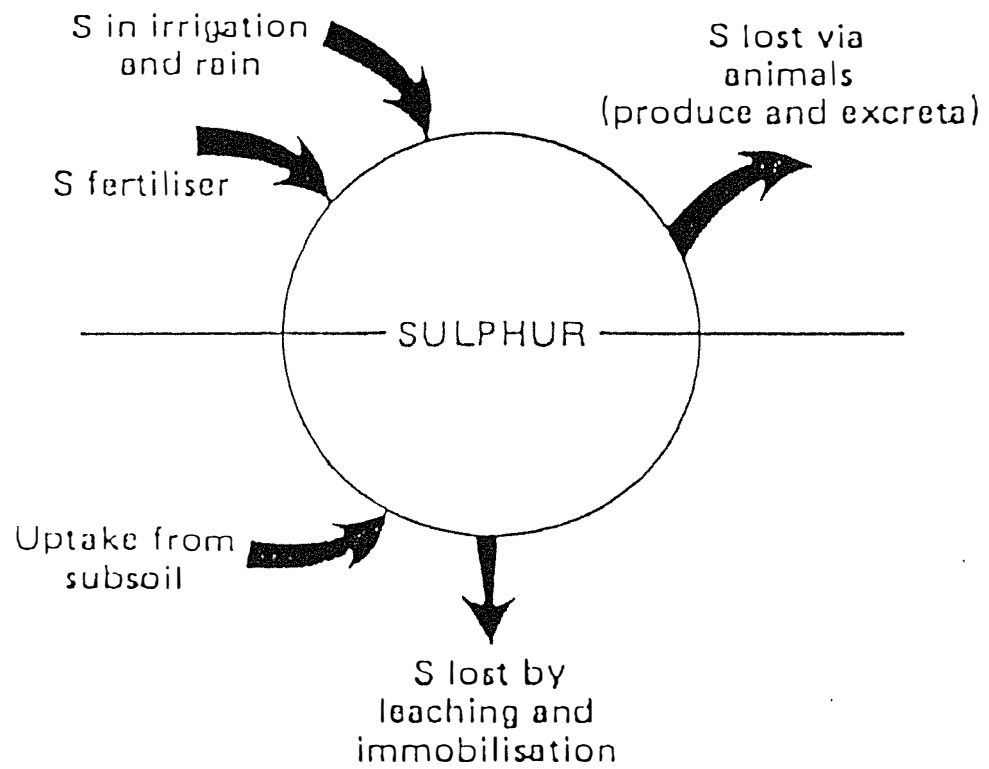 S in irrigation
and rain
S lost via
animals
(produce and excreta)
S fertiliser
SULPHUR
Uptake from
subsoil
S lost by
leaching and
immobilisation